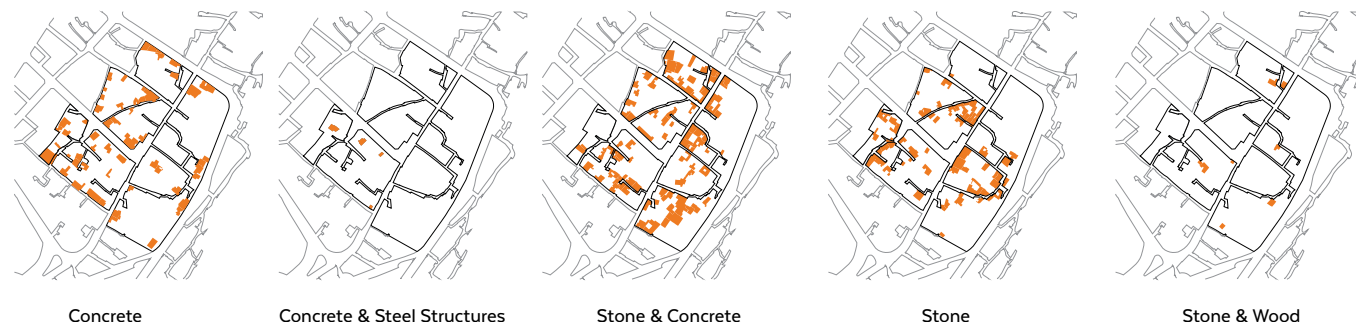 Concrete
Concrete & Steel Structures
Stone & Concrete
Stone
Stone & Wood